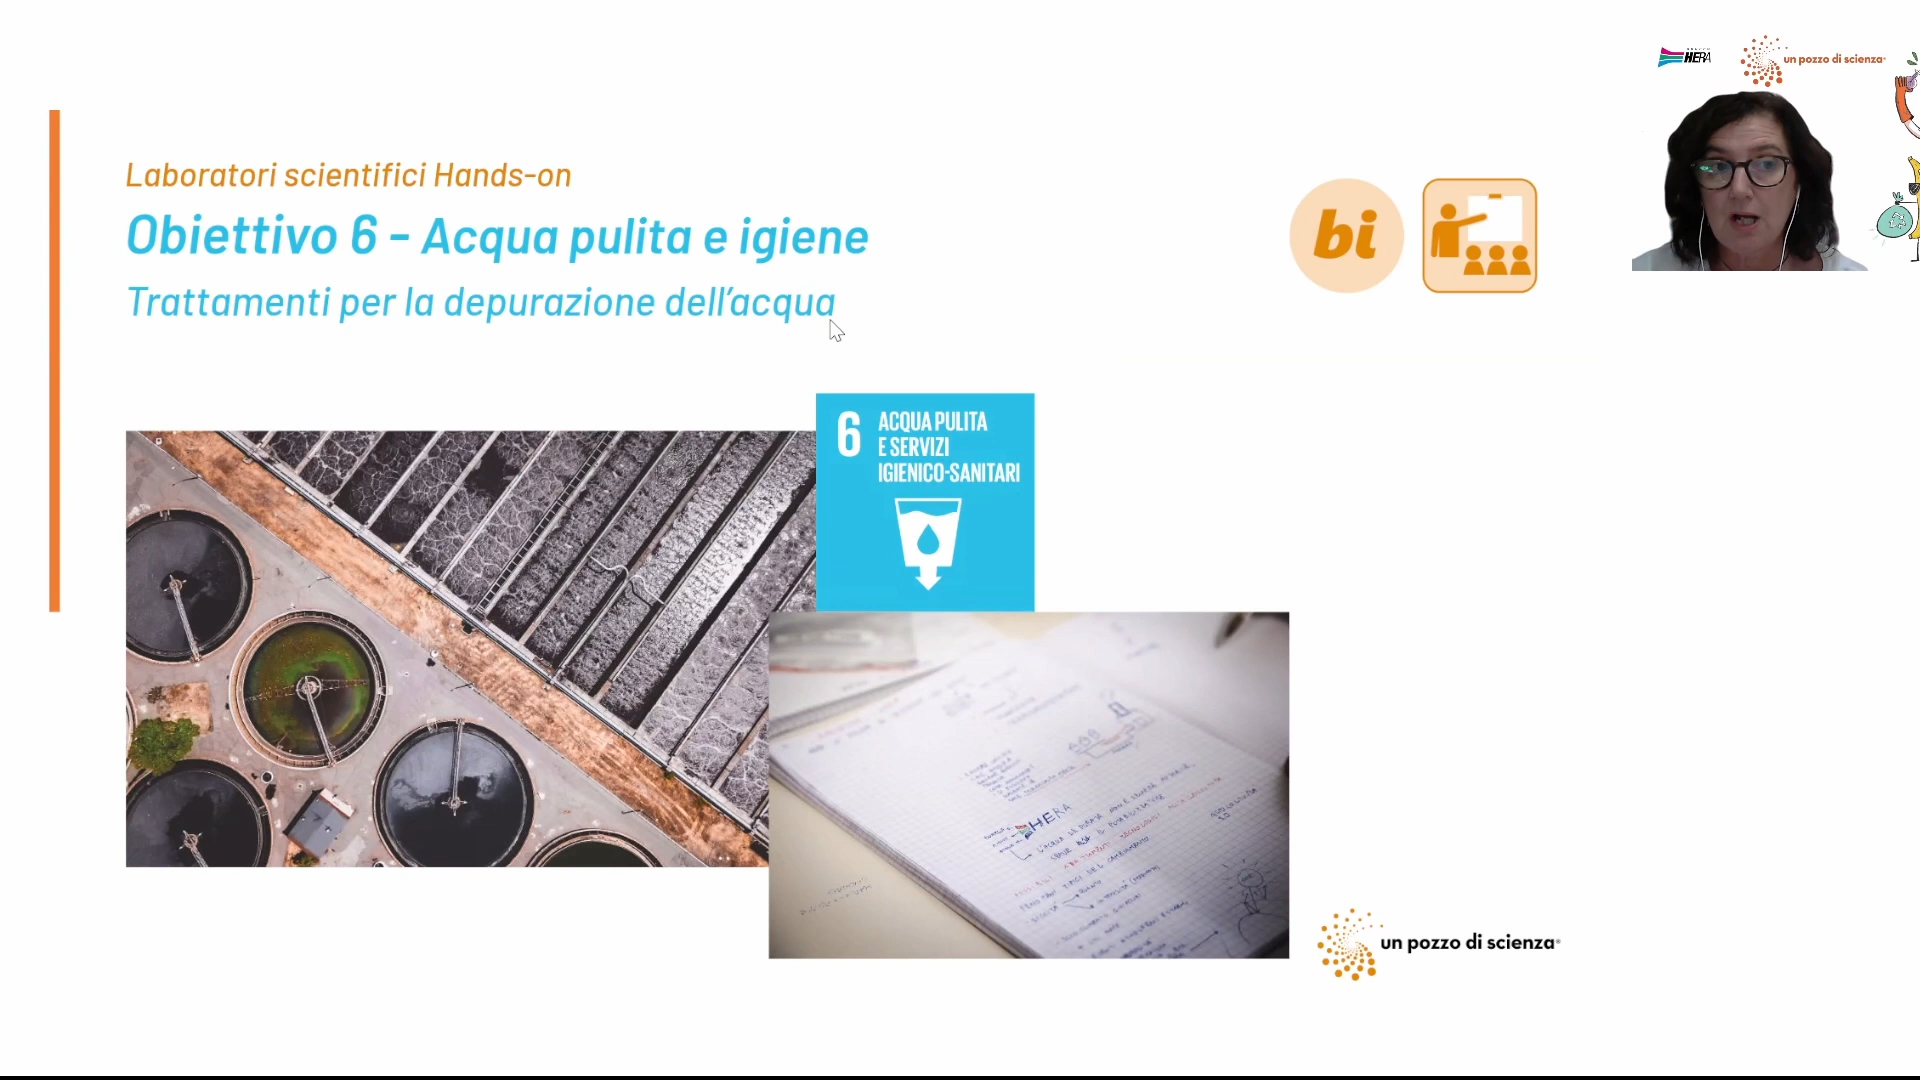 HERA
un pozzo di scienza
Laboratori scientifici Hands-on
Obiettivo 6 - Acqua pulita e igiene
Trattamenti per la depurazione dell'acqua
bi
6 ACQUA PULITA
E SERVIZI
IGIENICO-SANITARI
HERA
un pozzo di scienza